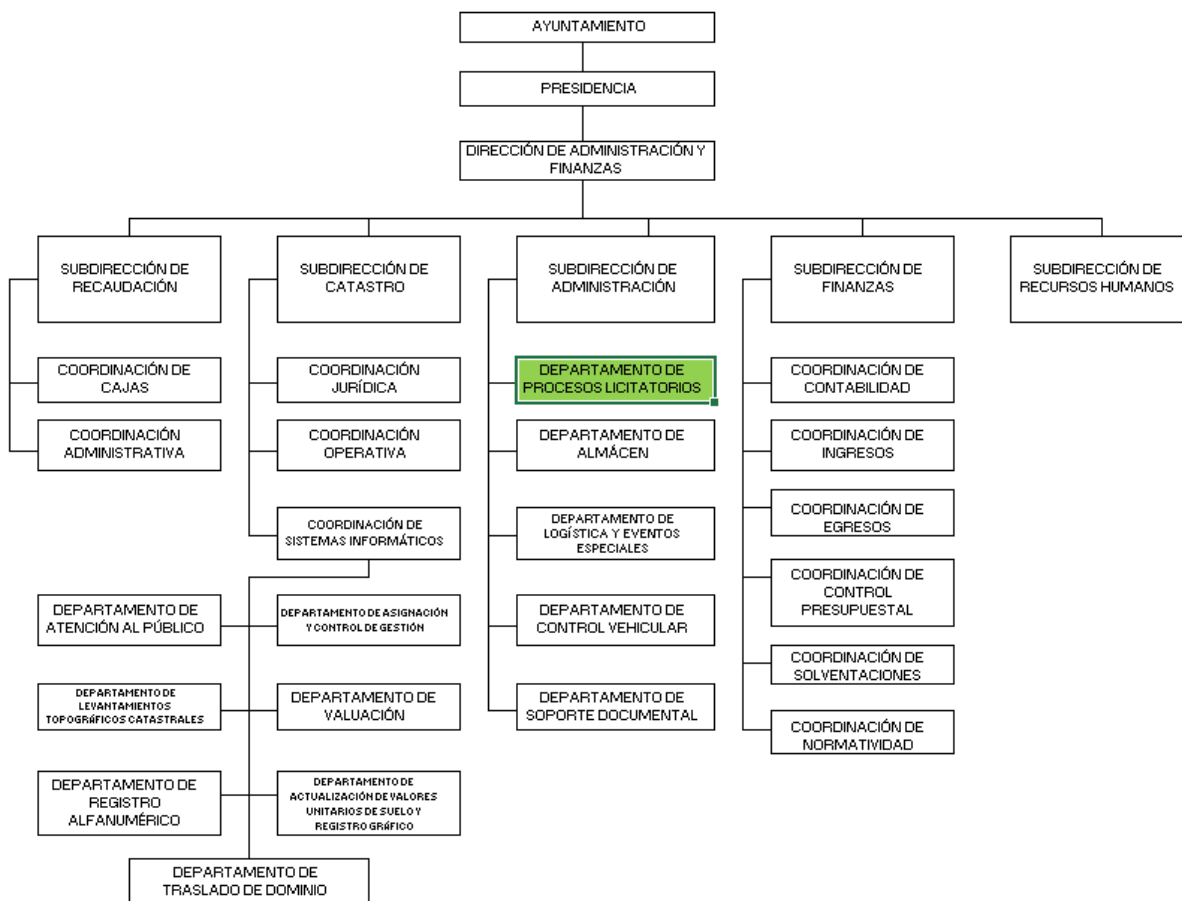 AYUNTAMIENTO
PRESIDENCIA
DIRECCIÓN DE ADMINISTRACIÓN Y
FINANZAS
SUBDIRECCIÓN DE
RECAUDACIÓN
SUBDIRECCIÓN DE
CATASTRO
SUBDIRECCIÓN DE
ADMINISTRACIÓN
SUBDIRECCIÓN DE
FINANZAS
SUBDIRECCIÓN DE
RECURSOS HUMANOS
COORDINACIÓN DE
CAJAS
COORDINACIÓN
JURÍDICA
DEPARTAMENTO DE
PROCESOS LICITATORIOS
COORDINACIÓN DE
CONTABILIDAD
COORDINACIÓN
ADMINISTRATIVA
COORDINACIÓN
OPERATIVA
DEPARTAMENTO DE
ALMÁCEN
COORDINACIÓN DE
INGRESOS
COORDINACIÓN DE
SISTEMAS INFORMÁTICOS
DEPARTAMENTO DE
LOGÍSTICA Y EVENTOS
ESPECIALES
COORDINACIÓN DE
EGRESOS
DEPARTAMENTO DE
ATENCIÓN AL PÚBLICO
DEPARTAMENTO DE ASIGNACIÓN
Y CONTROL DE GESTIÓN
DEPARTAMENTO DE
CONTROL VEHICULAR
COORDINACIÓN DE
CONTROL
PRESUPUESTAL
DEPARTAMENTO DE
LEVANTAMIENTOS
TOPOGRÁFICOS CATASTRALES
DEPARTAMENTO DE
VALUACIÓN
DEPARTAMENTO DE
SOPORTE DOCUMENTAL
COORDINACIÓN DE
SOLVENTACIONES
COORDINACIÓN DE
NORMATIVIDAD
DEPARTAMENTO DE
REGISTRO
ALFANUMÉRICO
DEPARTAMENTO DE
ACTUALIZACIÓN DE VALORES
UNITARIOS DE SUELO Y
REGISTRO GRÁFICO
DEPARTAMENTO DE
TRASLADO DE DOMINIO